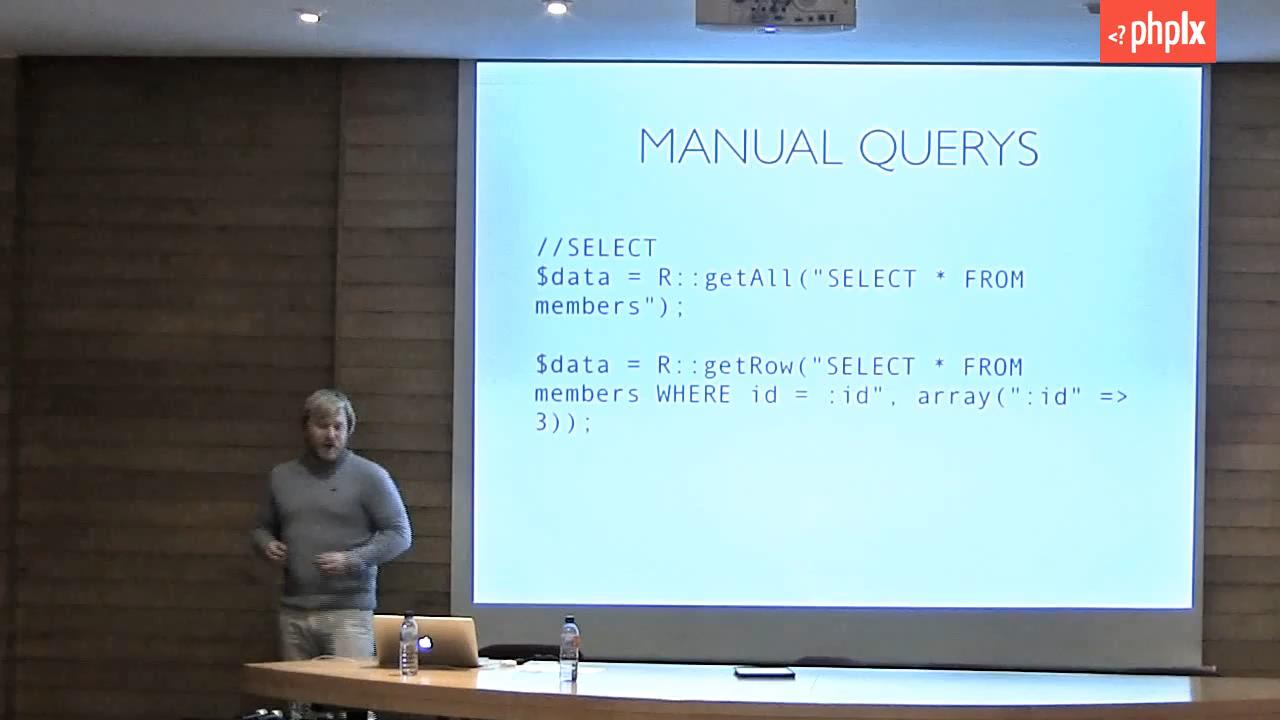 <? phplx
MANUAL QUERYS
//SELECT
$data = R::getAll("SELECT * FROM
members");
$data = R::getRow("SELECT * FROM
members WHERE id = :id", array(":id" =>
3));